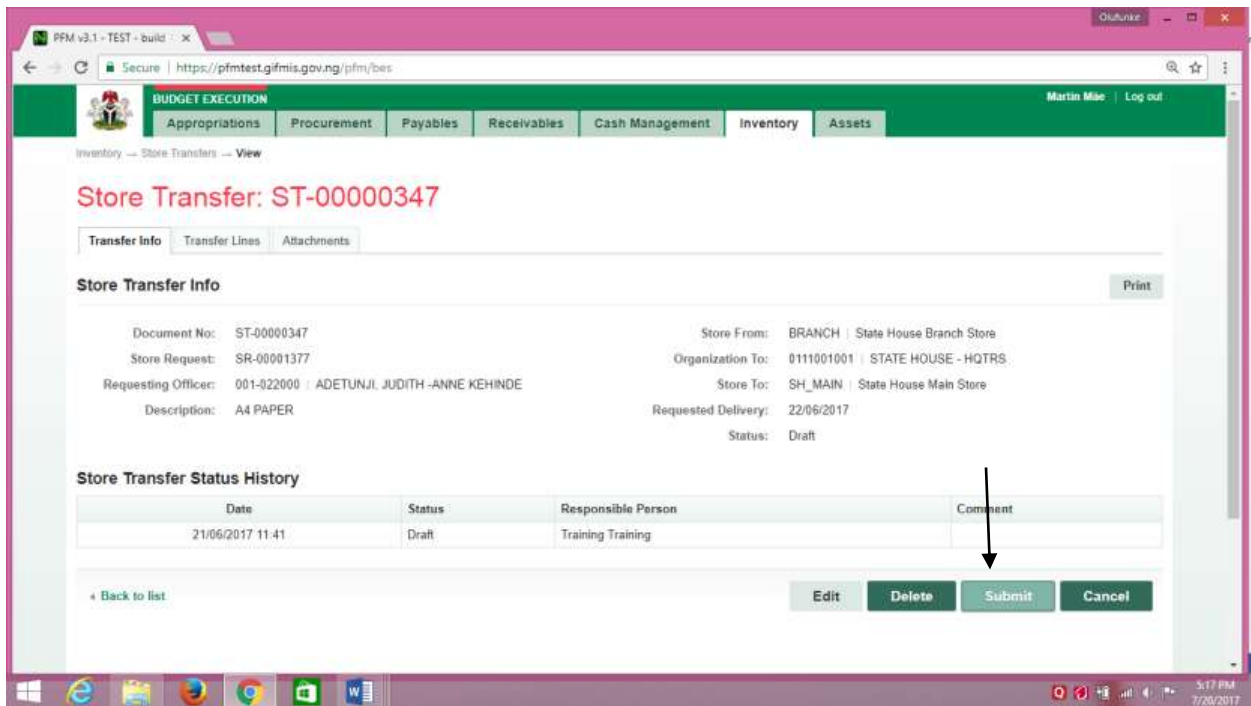 Olufunke
PFM v3.1 - TEST - build
Secure | https://pfmtest.gifmis.gov.ng/pfm/bes
BUDGET EXECUTION
Martin Mäe | Log out
Appropriations Procurement Payables Receivables Cash Management Inventory Assets
Inventory → Store Transfers → View
Store Transfer: ST-00000347
Transfer Info Transfer Lines Attachments
Store Transfer Info
Print
Document No: ST-00000347 Store From: BRANCH | State House Branch Store
Store Request: SR-00001377 Organization To: 0111001001 | STATE HOUSE - HQTRS
Requesting Officer: 001-022000 | ADETUNJI, JUDITH -ANNE KEHINDE Store To: SH_MAIN | State House Main Store
Description: A4 PAPER Requested Delivery: 22/06/2017
Status: Draft
Store Transfer Status History
Date Status Responsible Person Comment
21/06/2017 11:41 Draft Training Training
« Back to list Edit Delete Submit Cancel
5:17 PM
7/20/2017